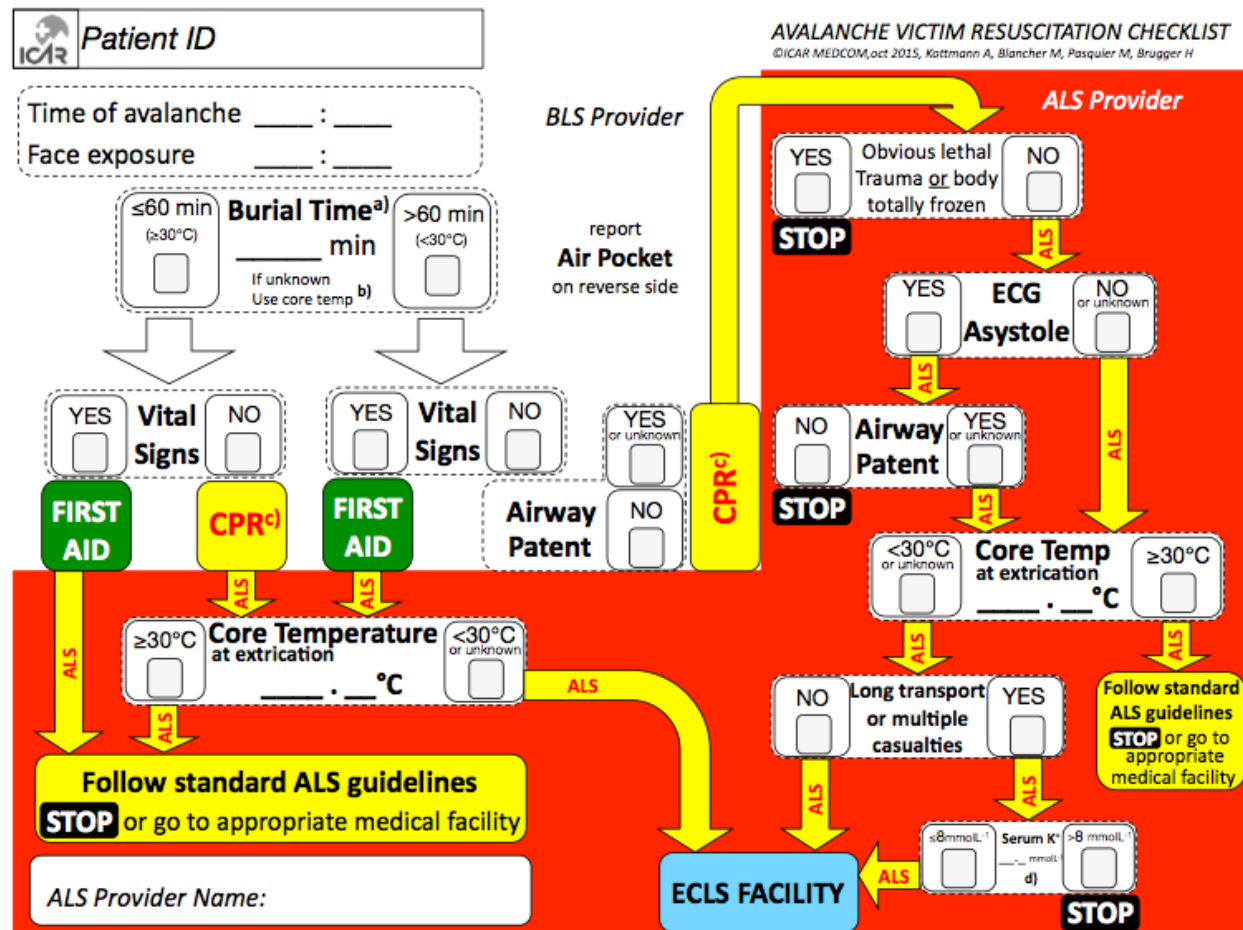 ICAR
Patient ID
AVALANCHE VICTIM RESUSCITATION CHECKLIST
©ICAR MEDCOM,oct 2015, Kottmann A, Blancher M, Pasquier M, Brugger H
Time of avalanche ____ : ____
Face exposure ____ : ____
BLS Provider
ALS Provider
≤60 min
(≥30°C)
Burial Time a)
_____ min
If unknown
Use core temp b)
>60 min
(<30°C)
report
Air Pocket
on reverse side
YES
Obvious lethal
Trauma or body
totally frozen
NO
STOP
ALS
YES
ECG
Asystole
NO
or unknown
ALS
ALS
YES
Vital
Signs
NO
YES
Vital
Signs
NO
YES
or unknown
Airway
Patent
NO
FIRST
AID
CPR c)
FIRST
AID
CPR c)
NO
Airway
Patent
YES
or unknown
STOP
ALS
<30°C
or unknown
Core Temp
at extrication
____ . __°C
≥30°C
ALS
ALS
ALS
ALS
ALS
≥30°C
Core Temperature
at extrication
____ . __°C
<30°C
or unknown
ALS
ALS
Follow standard ALS guidelines
STOP or go to appropriate medical facility
ALS
NO
Long transport
or multiple
casualties
YES
Follow standard
ALS guidelines
STOP or go to
appropriate
medical facility
ALS
ALS
≤8mmolL-1
Serum K+
__._ mmolL-1
d)
>8 mmolL-1
STOP
ALS
ECLS FACILITY
ALS Provider Name: